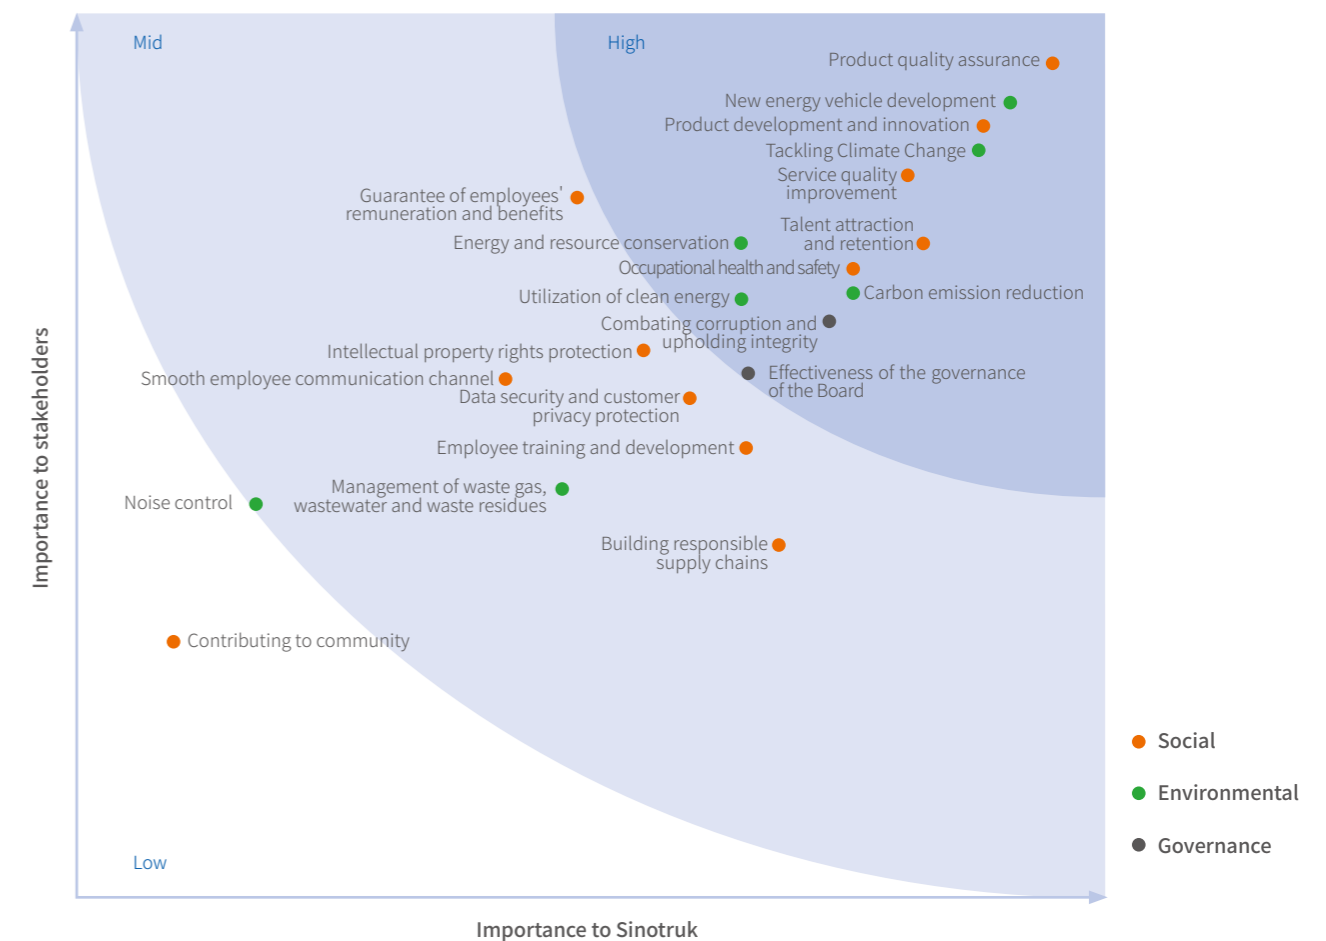 Mid
High
Product quality assurance
New energy vehicle development
Product development and innovation
Tackling Climate Change
Service quality
improvement
Guarantee of employees'
remuneration and benefits
Talent attraction
and retention
Energy and resource conservation
Occupational health and safety
Carbon emission reduction
Utilization of clean energy
Combating corruption and
upholding integrity
Intellectual property rights protection
Effectiveness of the governance
of the Board
Smooth employee communication channel
Data security and customer
privacy protection
Employee training and development
Management of waste gas,
wastewater and waste residues
Noise control
Building responsible
supply chains
Contributing to community
Low
Importance to stakeholders
Importance to Sinotruk
Social
Environmental
Governance